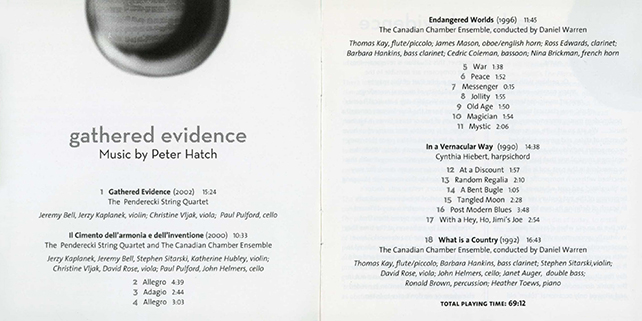 gathered evidence
Music by Peter Hatch
1 Gathered Evidence (2002) 15:24
The Penderecki String Quartet
Jeremy Bell, Jerzy Kaplanek, violin; Christine Vljak, viola; Paul Pulford, cello
Il Cimento dell'armonia e dell'inventione (2000) 10:33
The Penderecki String Quartet and The Canadian Chamber Ensemble
Jerzy Kaplanek, Jeremy Bell, Stephen Sitarski, Katherine Hubley, violin;
Christine Vljak, David Rose, viola; Paul Pulford, John Helmers, cello
2 Allegro 4:39
3 Adagio 2:44
4 Allegro 3:03
Endangered Worlds (1996) 11:45
The Canadian Chamber Ensemble, conducted by Daniel Warren
Thomas Kay, flute/piccolo; James Mason, oboe/english horn; Ross Edwards, clarinet;
Barbara Hankins, bass clarinet; Cedric Coleman, bassoon; Nina Brickman, french horn
5 War 1:38
6 Peace 1:52
7 Messenger 0:15
8 Jollity 1:55
9 Old Age 1:50
10 Magician 1:54
11 Mystic 2:06
In a Vernacular Way (1990) 14:38
Cynthia Hiebert, harpsichord
12 At a Discount 1:57
13 Random Regalia 2:10
14 A Bent Bugle 1:05
15 Tangled Moon 2:28
16 Post Modern Blues 3:48
17 With a Hey, Ho, Jimi's Joe 2:54
18 What is a Country (1992) 16:43
The Canadian Chamber Ensemble, conducted by Daniel Warren
Thomas Kay, flute/piccolo; Barbara Hankins, bass clarinet; Stephen Sitarski,violin;
David Rose, viola; John Helmers, cello; Janet Auger, double bass;
Ronald Brown, percussion; Heather Toews, piano
TOTAL PLAYING TIME: 69:12